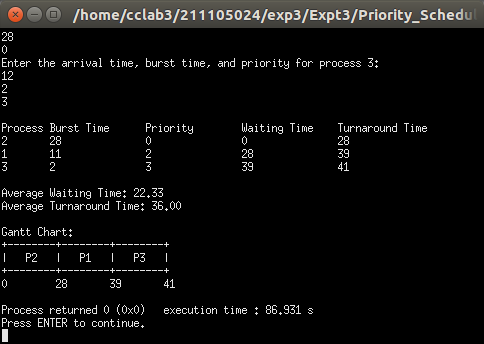 /home/cclab3/211105024/exp3/Expt3/Priority_Schedul
28
0
Enter the arrival time, burst time, and priority for process 3:
12
2
3
Process Burst Time Priority Waiting Time Turnaround Time
2 28 0 0 28
1 11 2 28 39
3 2 3 39 41
Average Waiting Time: 22.33
Average Turnaround Time: 36.00
Gantt Chart:
+--------+--------+--------+
| P2 | P1 | P3 |
+--------+--------+--------+
0 28 39 41
Process returned 0 (0x0) execution time : 86.931 s
Press ENTER to continue.